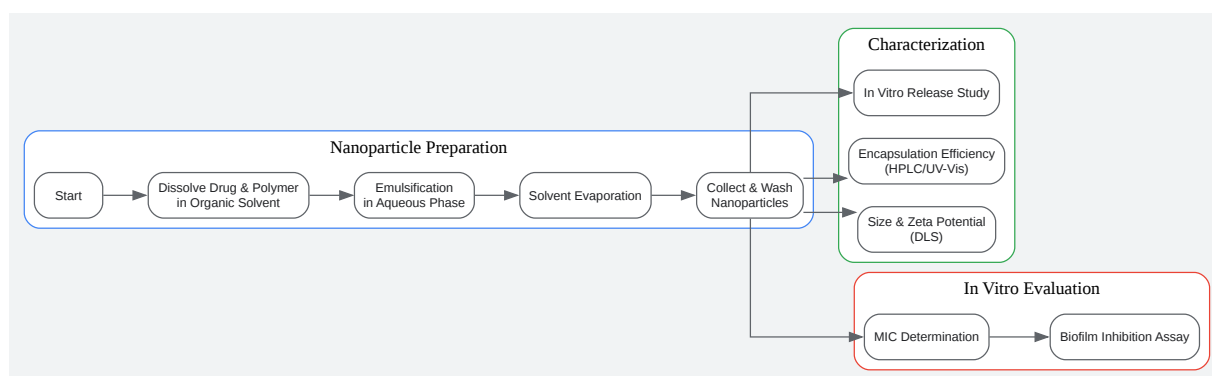 Nanoparticle Preparation
Start
Dissolve Drug & Polymer
in Organic Solvent
Emulsification
in Aqueous Phase
Solvent Evaporation
Collect & Wash
Nanoparticles
Characterization
In Vitro Release Study
Encapsulation Efficiency
(HPLC/UV-Vis)
Size & Zeta Potential
(DLS)
In Vitro Evaluation
MIC Determination
Biofilm Inhibition Assay